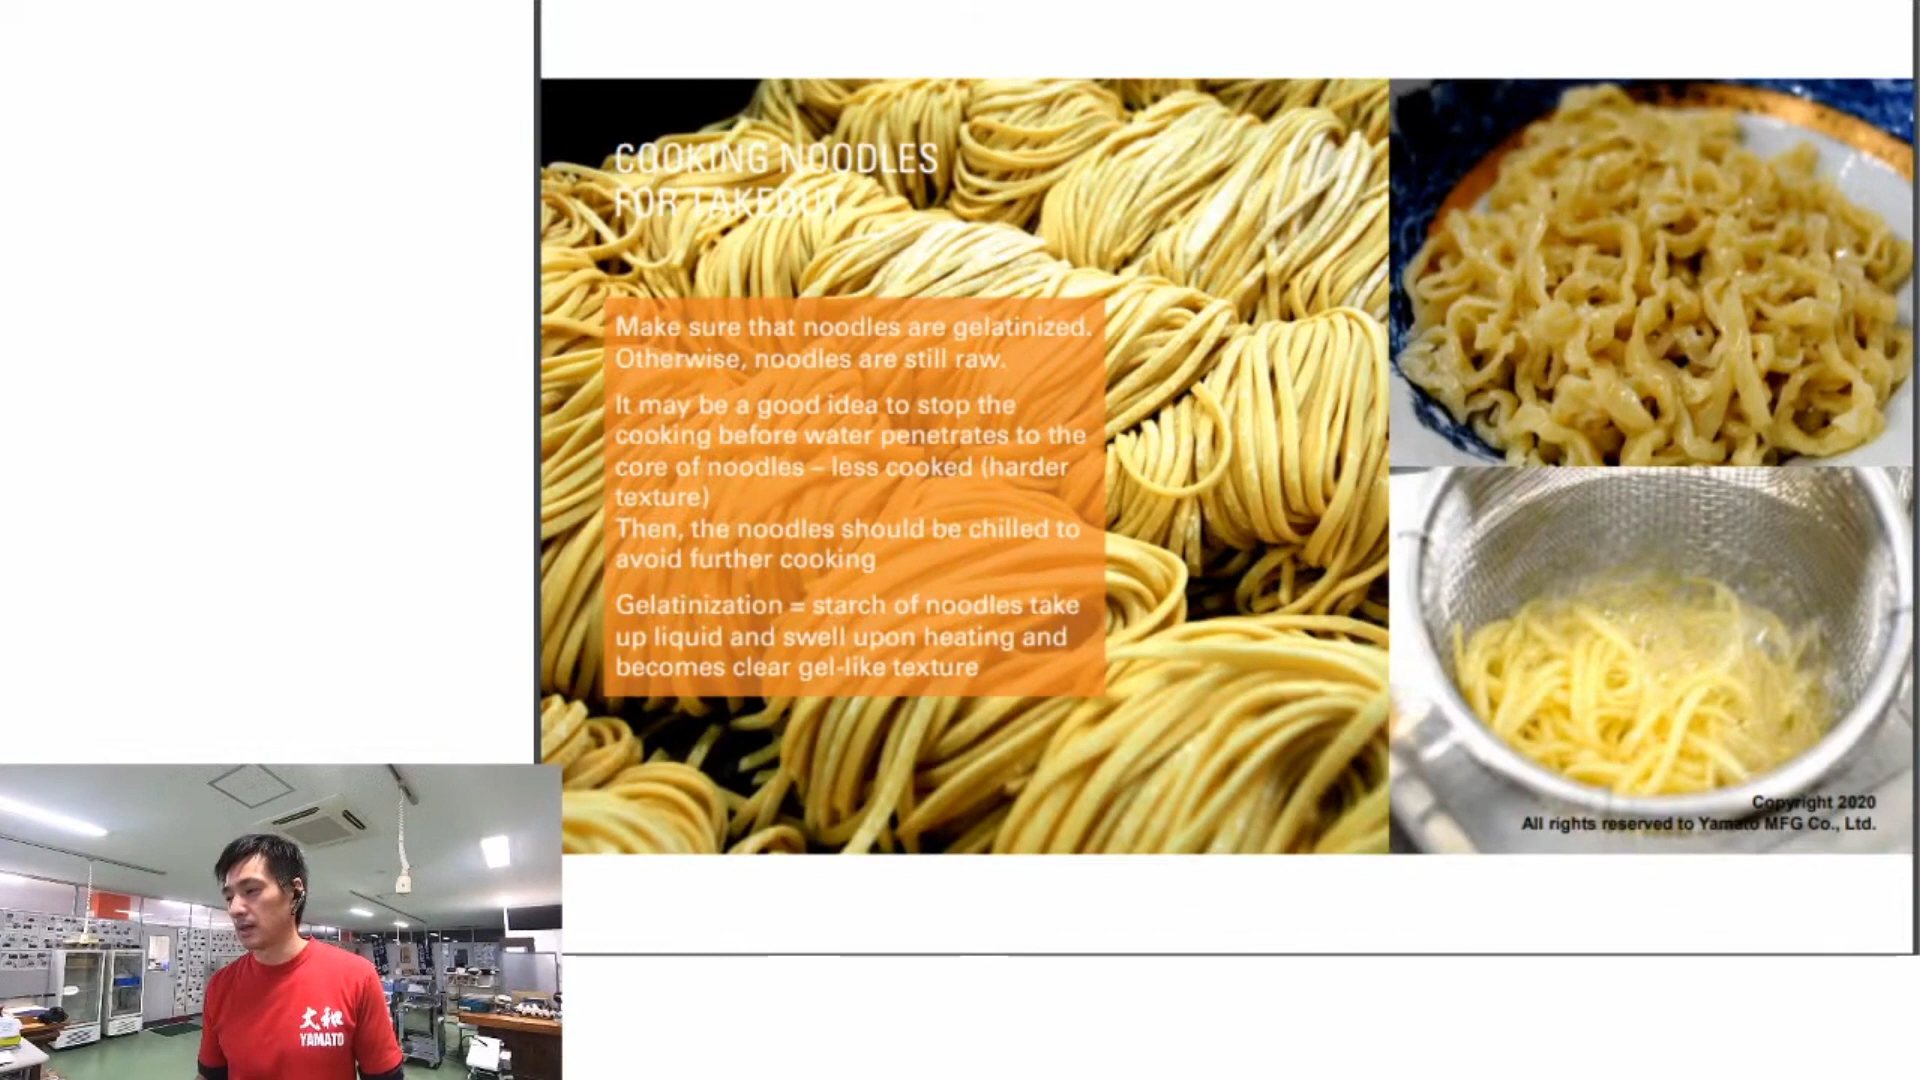 COOKING NOODLES
FOR TAKEOUT
Make sure that noodles are gelatinized.
Otherwise, noodles are still raw.
It may be a good idea to stop the
cooking before water penetrates to the
core of noodles – less cooked (harder
texture)
Then, the noodles should be chilled to
avoid further cooking
Gelatinization = starch of noodles take
up liquid and swell upon heating and
becomes clear gel-like texture
Copyright 2020
All rights reserved to Yamato MFG Co., Ltd.
大和
YAMATO